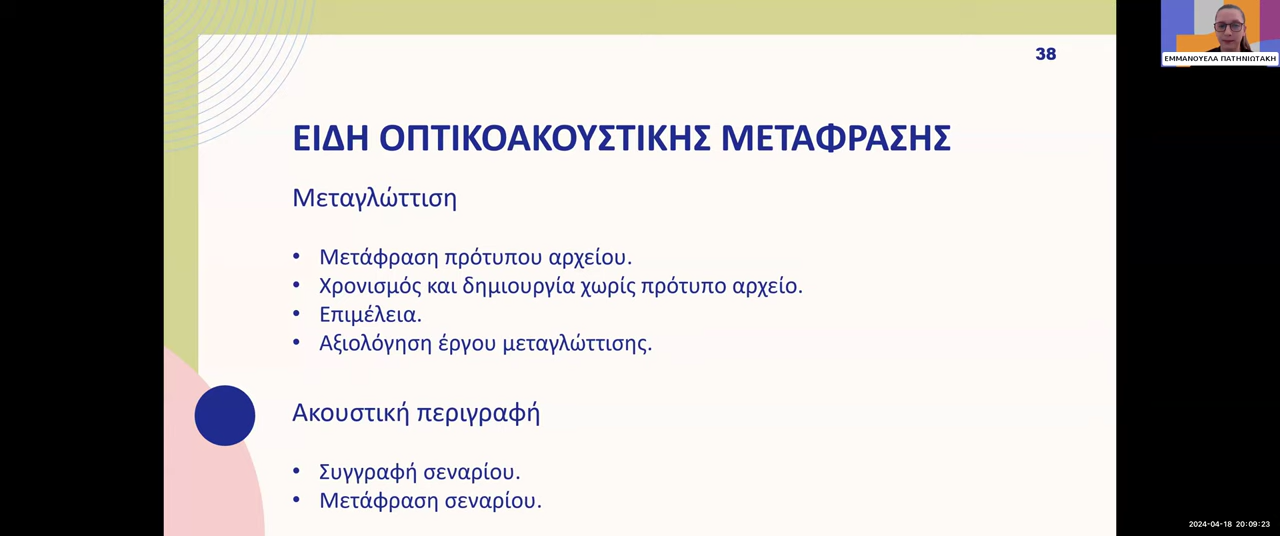 38
ΕΜΜΑΝΟΥΕΛΑ ΠΑΤΗΝΙΩΤΑΚΗ
ΕΙΔΗ ΟΠΤΙΚΟΑΚΟΥΣΤΙΚΗΣ ΜΕΤΑΦΡΑΣΗΣ
Μεταγλώττιση
• Μετάφραση πρότυπου αρχείου.
• Χρονισμός και δημιουργία χωρίς πρότυπο αρχείο.
• Επιμέλεια.
• Αξιολόγηση έργου μεταγλώττισης.
Ακουστική περιγραφή
• Συγγραφή σεναρίου.
• Μετάφραση σεναρίου.
2024-04-18 20:09:23